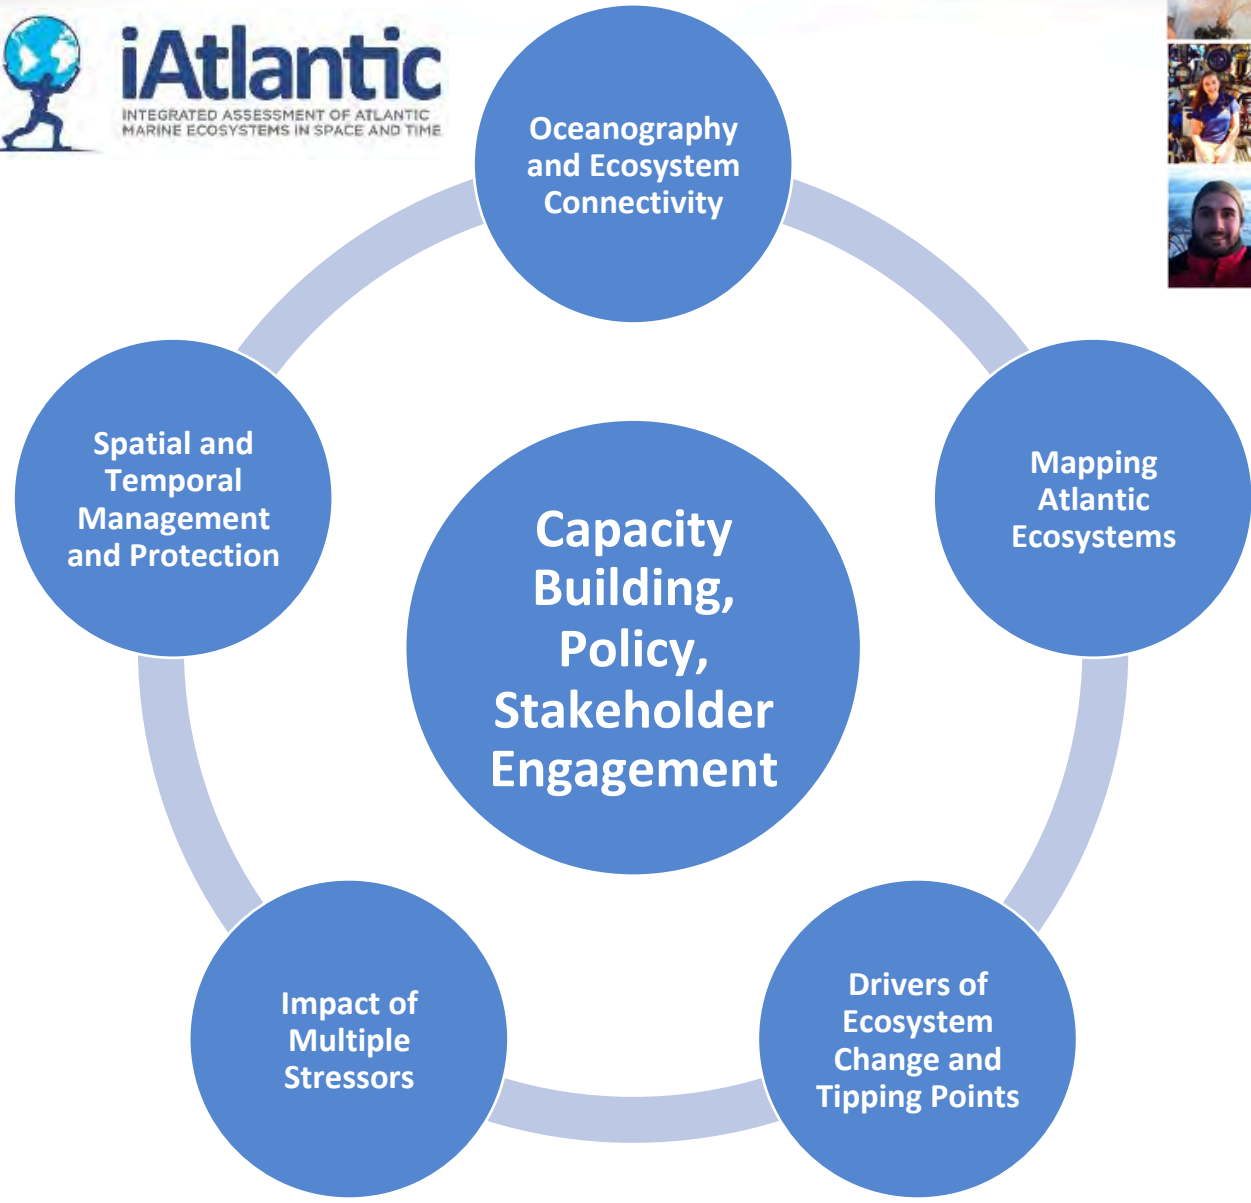 iAtlantic
INTEGRATED ASSESSMENT OF ATLANTIC
MARINE ECOSYSTEMS IN SPACE AND TIME
Oceanography
and Ecosystem
Connectivity
Mapping
Atlantic
Ecosystems
Drivers of
Ecosystem
Change and
Tipping Points
Impact of
Multiple
Stressors
Spatial and
Temporal
Management
and Protection
Capacity
Building,
Policy,
Stakeholder
Engagement